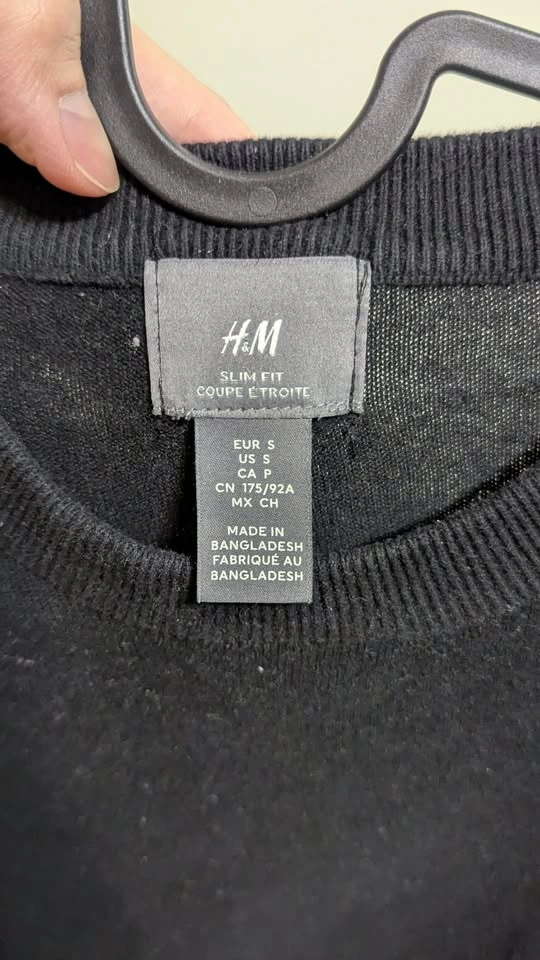 H&M
SLIM FIT
COUPE ÉTROITE
EUR S
US S
CA P
CN 175/92A
MX CH
MADE IN
BANGLADESH
FABRIQUÉ AU
BANGLADESH